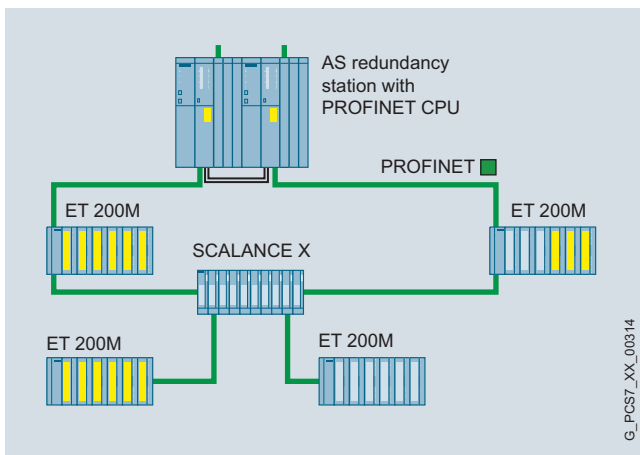 AS redundancy
station with
PROFINET CPU
PROFINET
ET 200M
ET 200M
SCALANCE X
ET 200M
ET 200M
G_PCS7_XX_00314